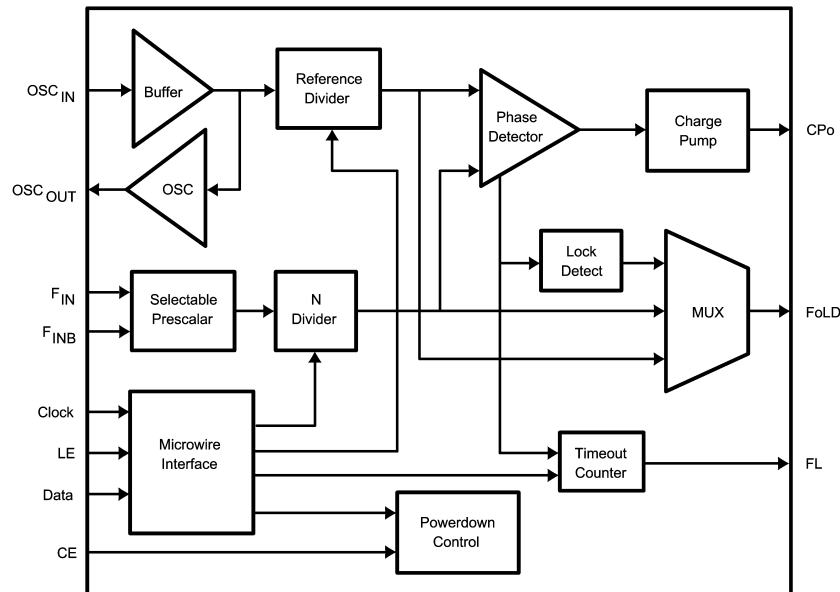 OSC IN
Buffer
Reference
Divider
Phase
Detector
Charge
Pump
CPo
OSC OUT
OSC
Lock
Detect
F IN
Selectable
Prescalar
N
Divider
MUX
FoLD
F INB
Clock
Microwire
Interface
LE
Timeout
Counter
FL
Data
Powerdown
Control
CE